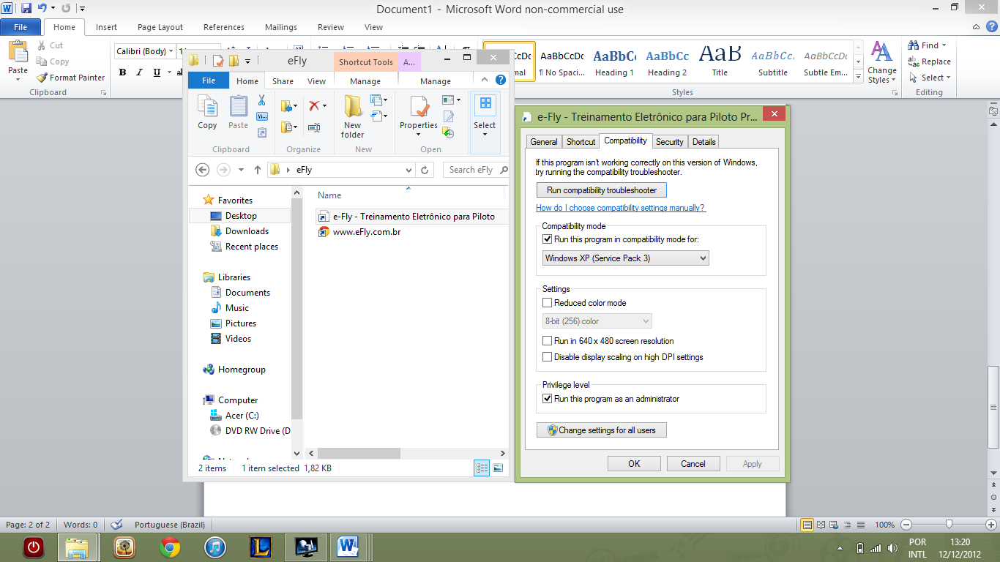 Document1 - Microsoft Word non-commercial use
File Home Insert Page Layout References Mailings Review View
Paste
Cut
Copy
Format Painter
Clipboard
Calibri (Body)
B I U
AaBbCcDc AaBbCc AaBbCc AaB AaBbCc. AaBbCcDc
¶ No Spaci... Heading 1 Heading 2 Title Subtitle Subtle Em...
Styles
Change
Styles
Find
Replace
Select
Editing
eFly
Shortcut Tools
A...
File Home Share View Manage Manage
Copy
Paste
Clipboard
Organize
New
folder
New
Properties
Open
Select
eFly
Search eFly
Favorites
Desktop
Downloads
Recent places
Libraries
Documents
Music
Pictures
Videos
Homegroup
Computer
Acer (C:)
DVD RW Drive (D
Name
e-Fly - Treinamento Eletrônico para Piloto
www.eFly.com.br
2 items 1 item selected 1,82 KB
e-Fly - Treinamento Eletrônico para Piloto Pr...
General Shortcut Compatibility Security Details
If this program isn't working correctly on this version of Windows,
try running the compatibility troubleshooter.
Run compatibility troubleshooter
How do I choose compatibility settings manually?
Compatibility mode
Run this program in compatibility mode for:
Windows XP (Service Pack 3)
Settings
Reduced color mode
8-bit (256) color
Run in 640 x 480 screen resolution
Disable display scaling on high DPI settings
Privilege level
Run this program as an administrator
Change settings for all users
OK Cancel Apply
Page: 2 of 2 Words: 0 Portuguese (Brazil)
100%
POR
INTL
13:20
12/12/2012